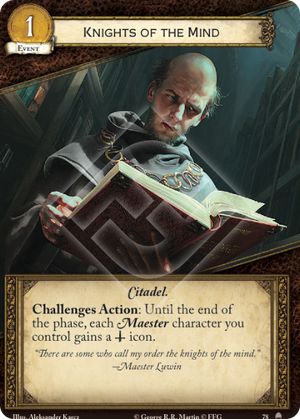 1
Event
Knights of the Mind
Citadel.
Challenges Action: Until the end of
the phase, each Maester character you
control gains a icon.
"There are some who call my order the knights of the mind."
—Maester Luwin
Illus. Aleksander Karcz
© George R.R. Martin © FFG
78